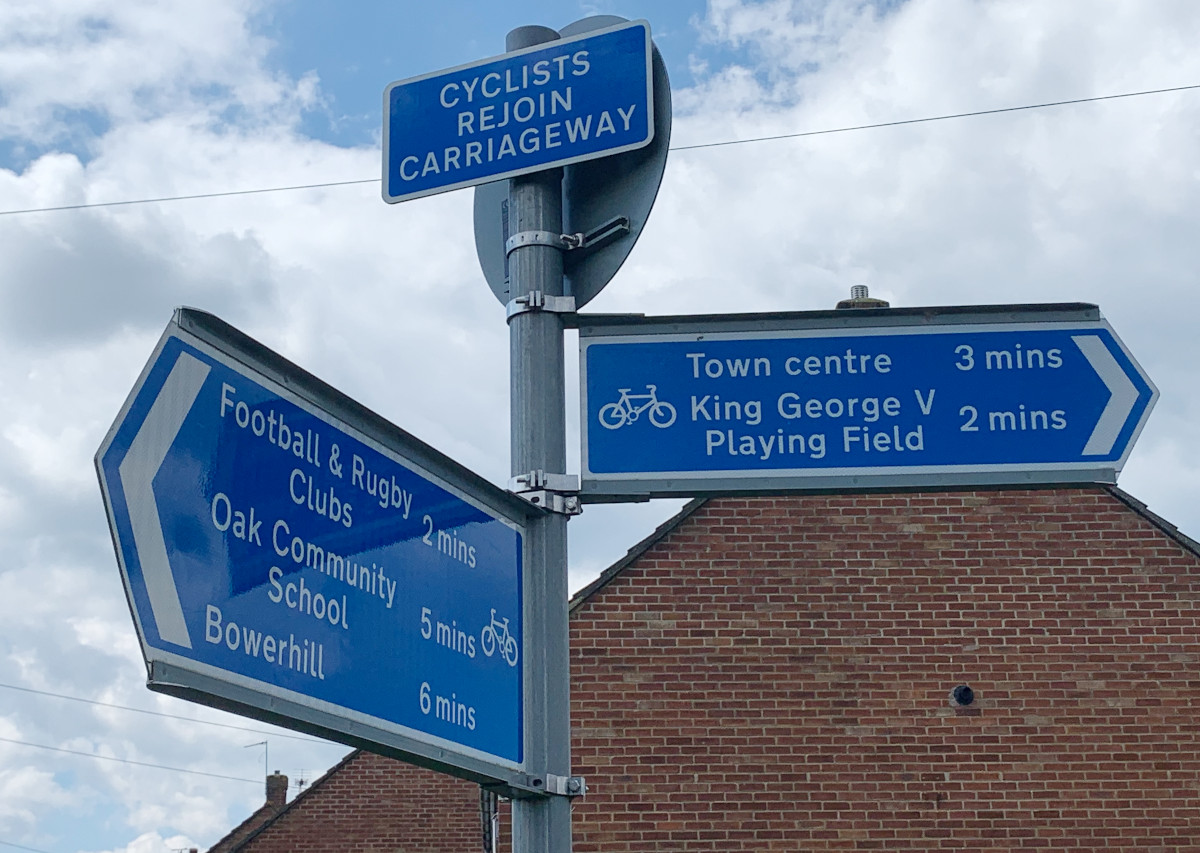 CYCLISTS
REJOIN
CARRIAGEWAY
Football & Rugby
Clubs 2 mins
Oak Community
School 5 mins
Bowerhill 6 mins
Town centre 3 mins
King George V
Playing Field 2 mins